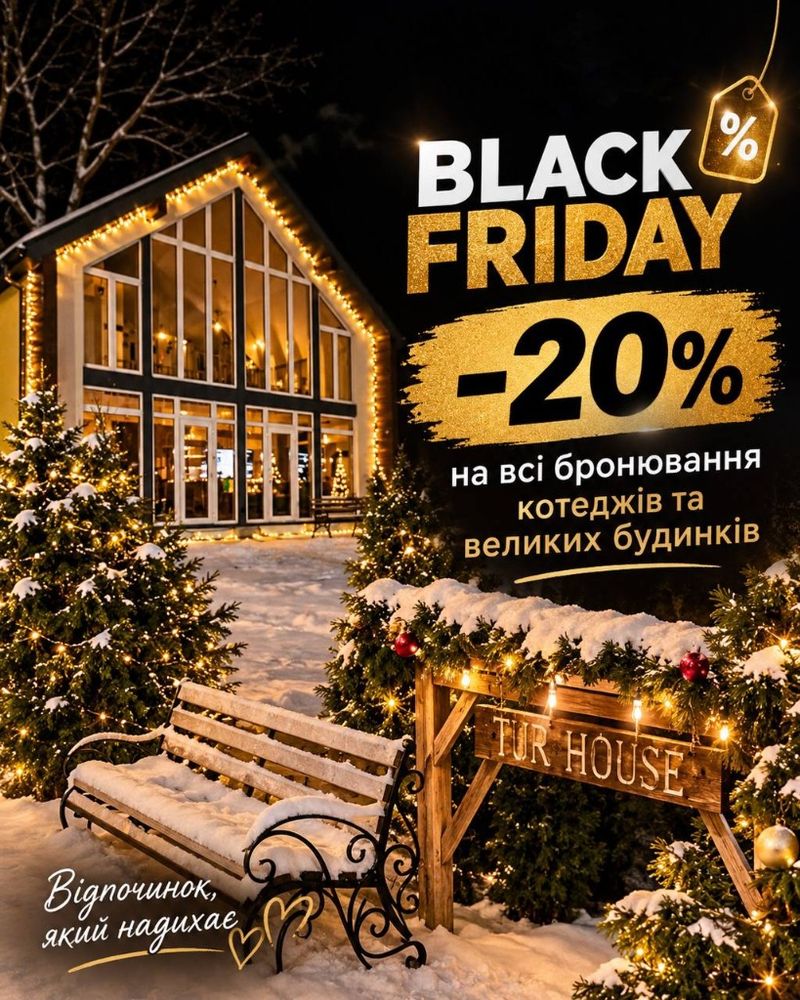 %
BLACK
FRIDAY
-20%
на всі бронювання
котеджів та
великих будинків
TUR HOUSE
Відпочинок,
який надихає